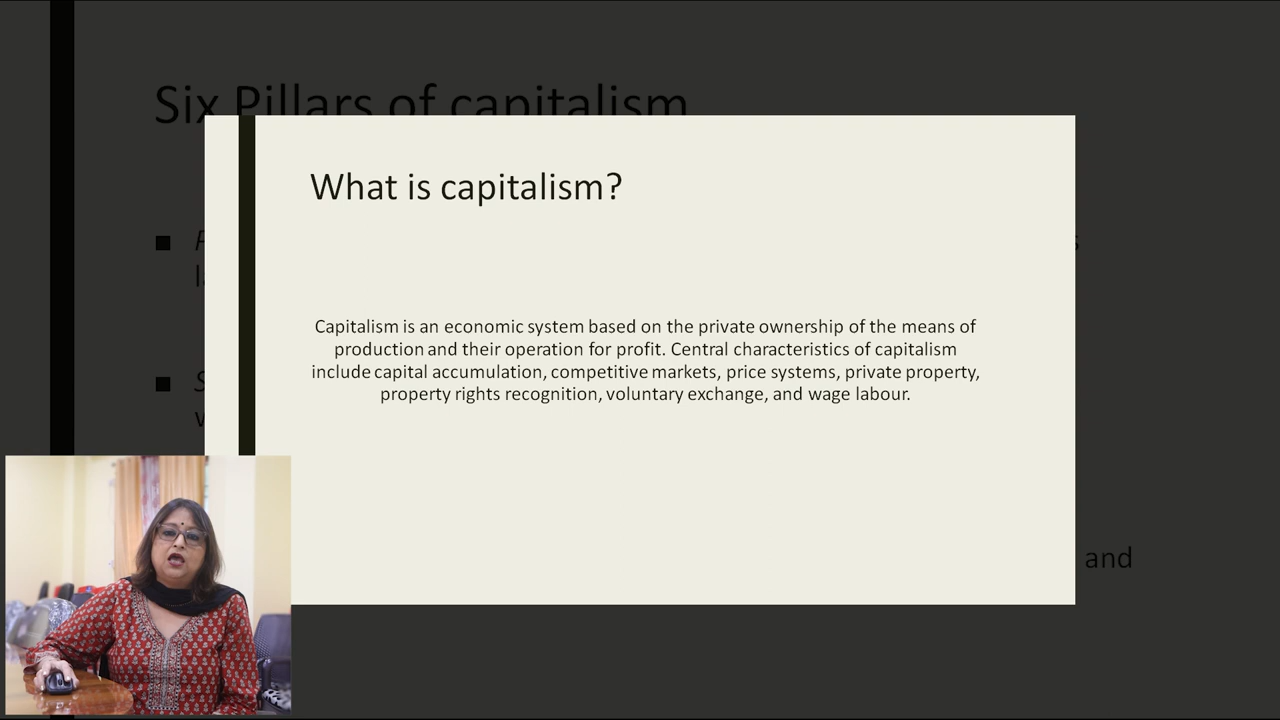 Six Pillars of capitalism
What is capitalism?
Capitalism is an economic system based on the private ownership of the means of
production and their operation for profit. Central characteristics of capitalism
include capital accumulation, competitive markets, price systems, private property,
property rights recognition, voluntary exchange, and wage labour.
and